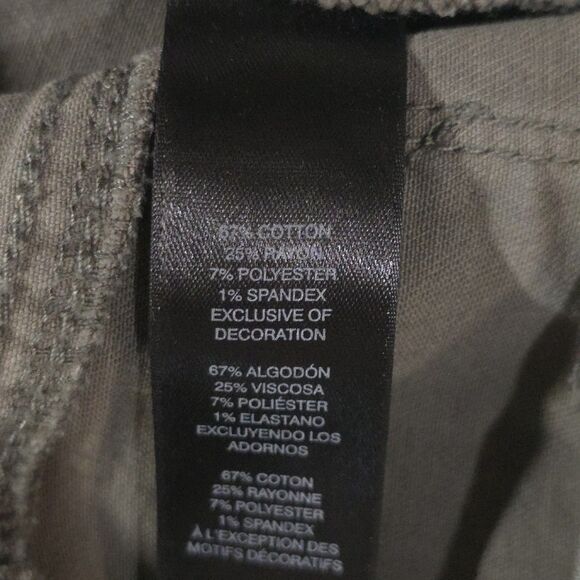 67% COTTON
25% RAYON
7% POLYESTER
1% SPANDEX
EXCLUSIVE OF
DECORATION
67% ALGODÓN
25% VISCOSA
7% POLIÉSTER
1% ELASTANO
EXCLUYENDO LOS
ADORNOS
67% COTON
25% RAYONNE
7% POLYESTER
1% SPANDEX
À L'EXCEPTION DES
MOTIFS DÉCORATIFS